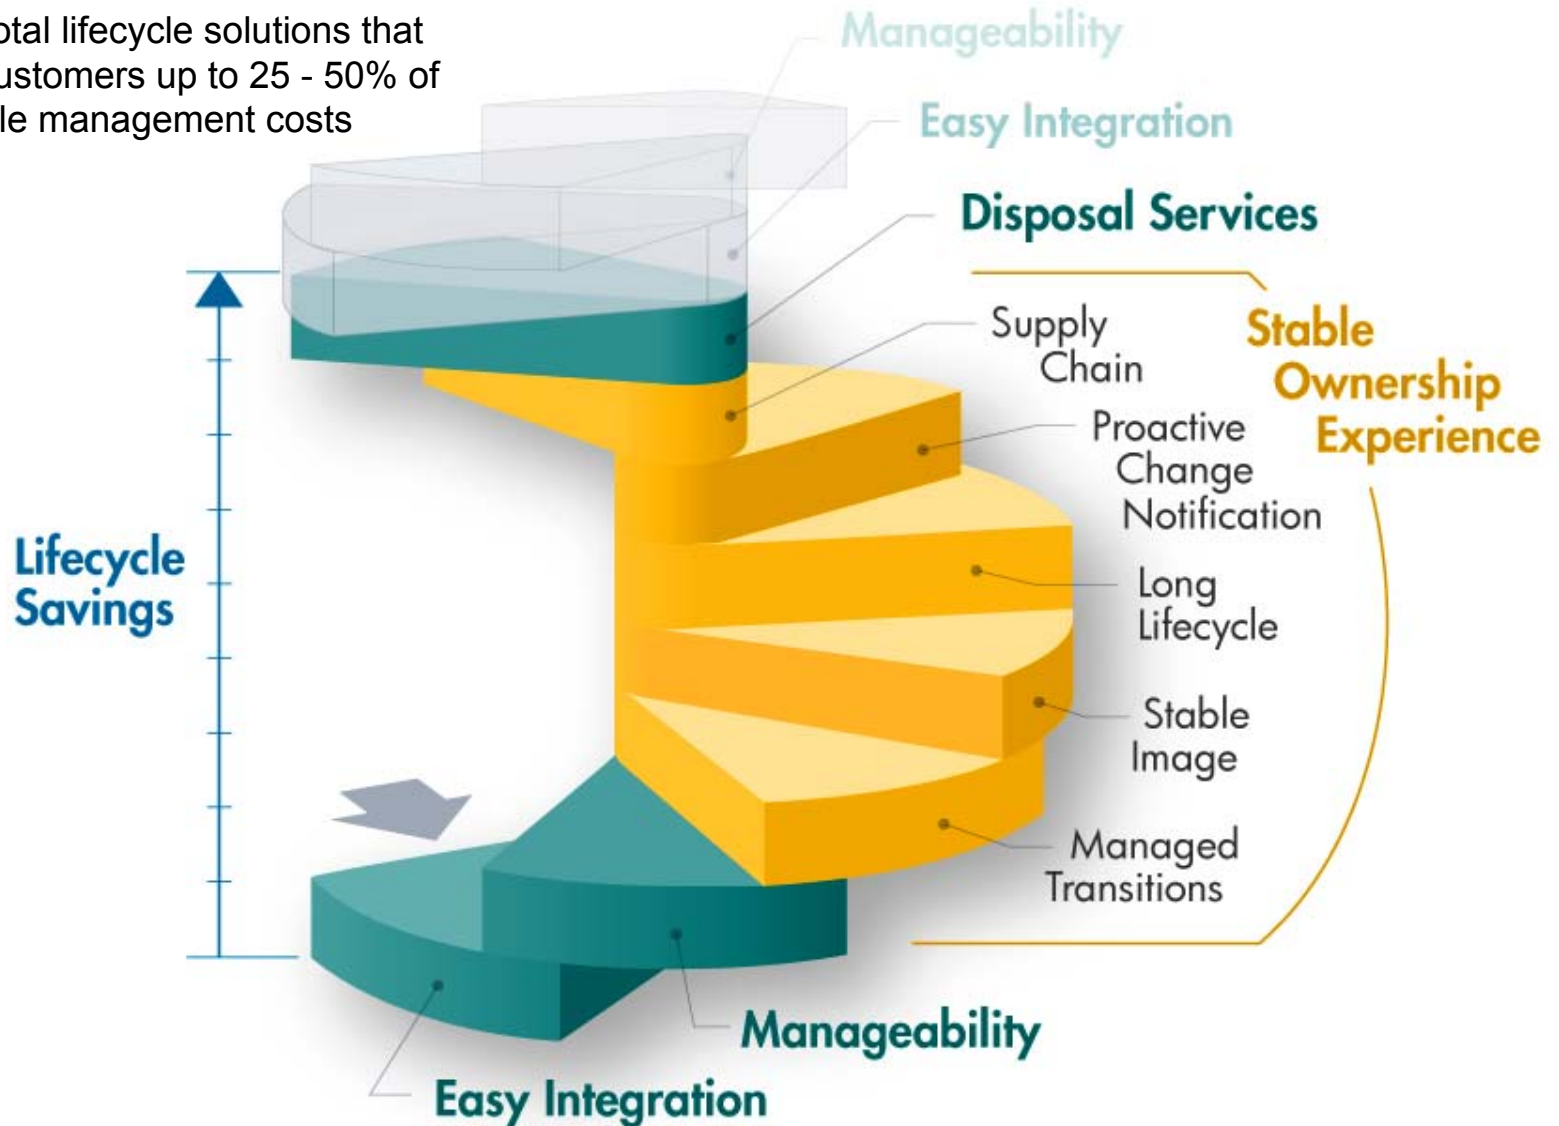 otal lifecycle solutions that
ustomers up to 25 - 50% of
le management costs
Manageability
Easy Integration
Disposal Services
Supply
Chain
Stable
Ownership
Experience
Proactive
Change
Notification
Long
Lifecycle
Lifecycle
Savings
Stable
Image
Managed
Transitions
Manageability
Easy Integration